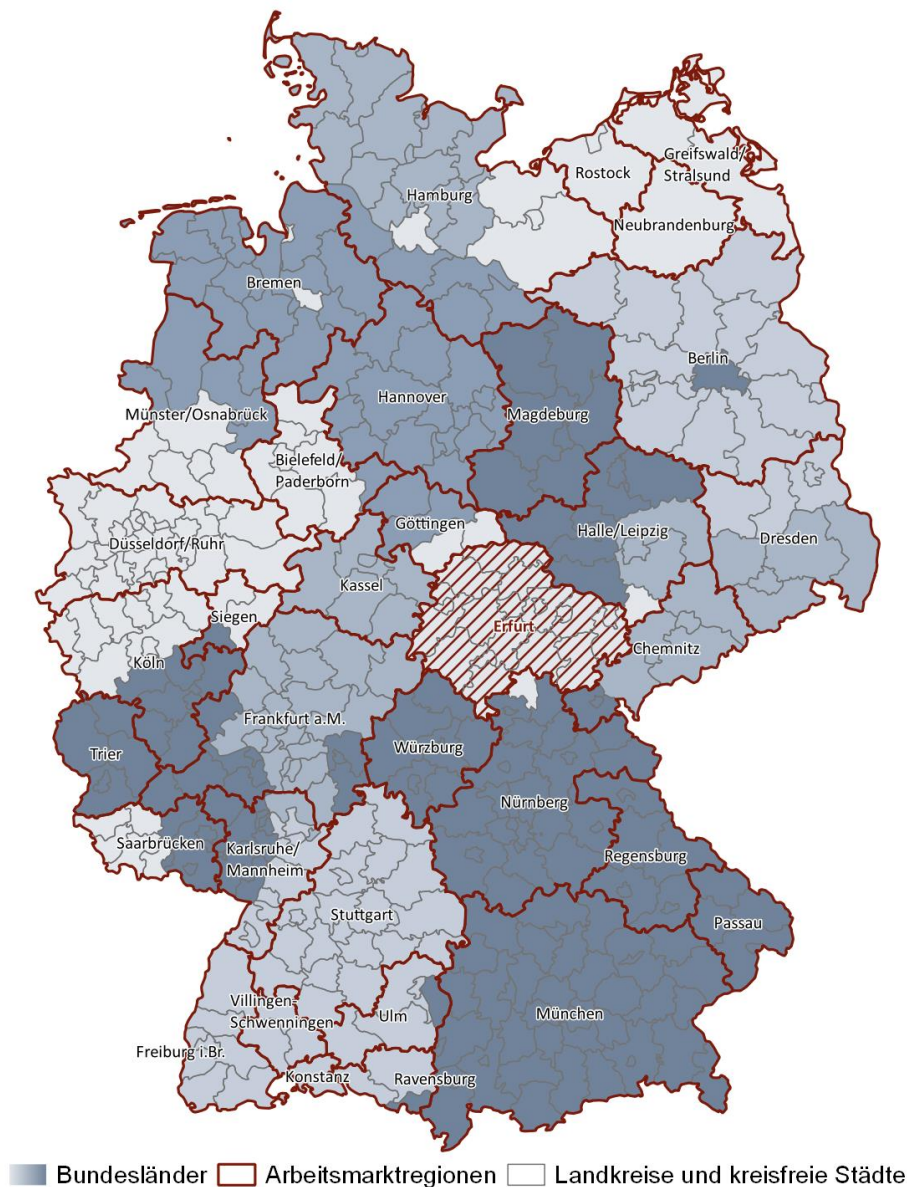 Greifswald/
Stralsund
Rostock
Hamburg
Neubrandenburg
Bremen
Berlin
Hannover
Münster/Osnabrück
Magdeburg
Bielefeld/
Paderborn
Göttingen
Halle/Leipzig
Düsseldorf/Ruhr
Dresden
Kassel
Siegen
Erfurt
Chemnitz
Köln
Frankfurt a.M.
Trier
Würzburg
Nürnberg
Saarbrücken
Karlsruhe/
Mannheim
Regensburg
Stuttgart
Passau
Villingen-
Schwenningen
Ulm
München
Freiburg i.Br.
Konstanz
Ravensburg
Bundesländer
Arbeitsmarktregionen
Landkreise und kreisfreie Städte